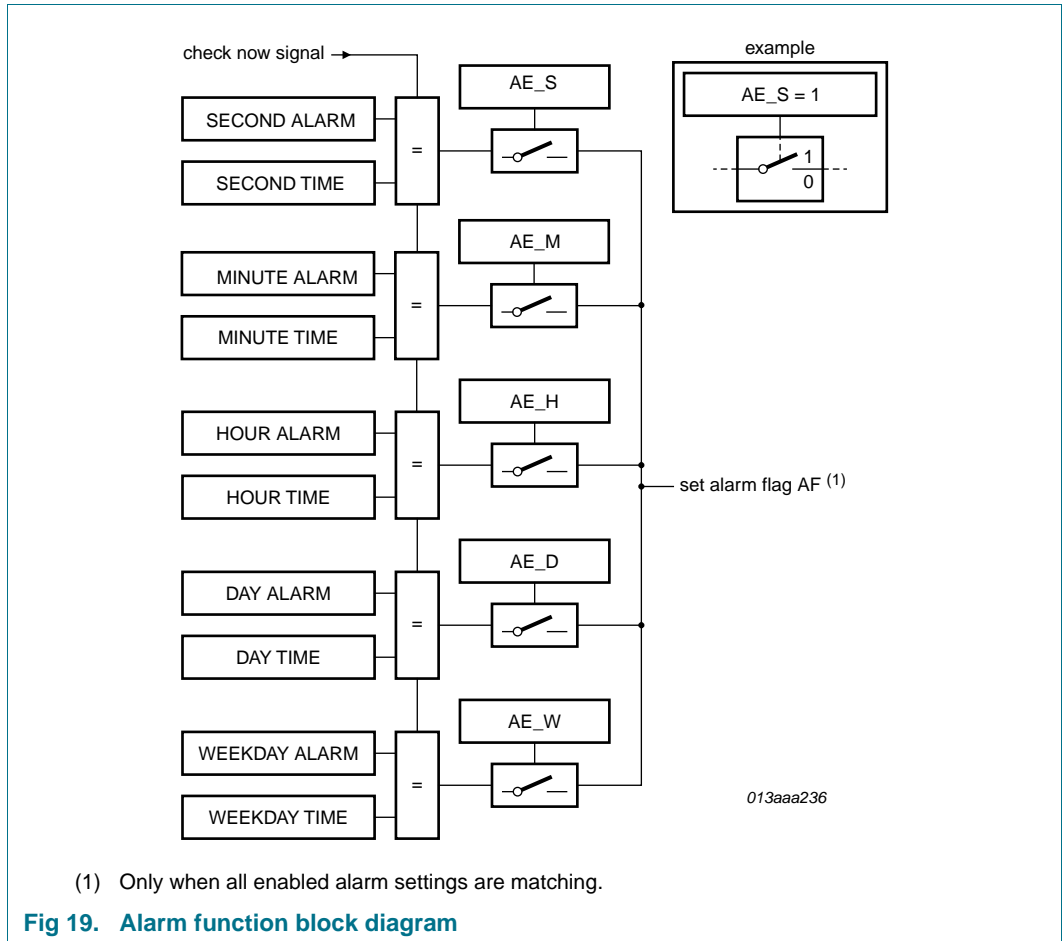 check now signal
example
AE_S
AE_S = 1
SECOND ALARM
=
1
SECOND TIME
0
AE_M
MINUTE ALARM
=
MINUTE TIME
AE_H
HOUR ALARM
=
set alarm flag AF (1)
HOUR TIME
AE_D
DAY ALARM
=
DAY TIME
AE_W
WEEKDAY ALARM
=
013aaa236
WEEKDAY TIME
(1) Only when all enabled alarm settings are matching.
Fig 19. Alarm function block diagram